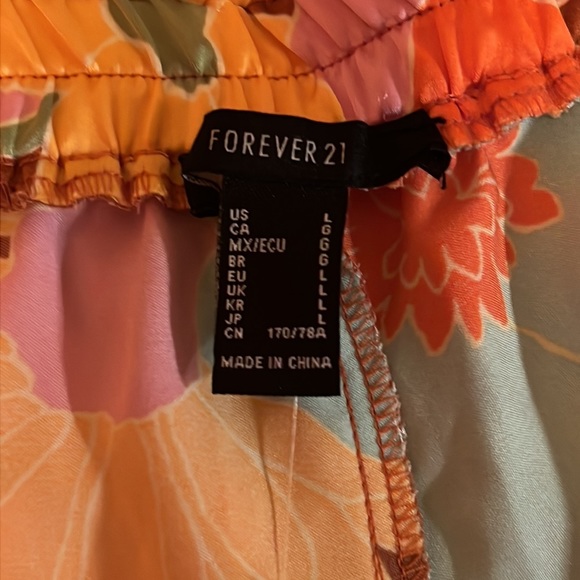 FOREVER 21
US L
CA G
MX/ECU G
BR G
EU L
UK L
KR L
JP L
CN 170/78A
MADE IN CHINA